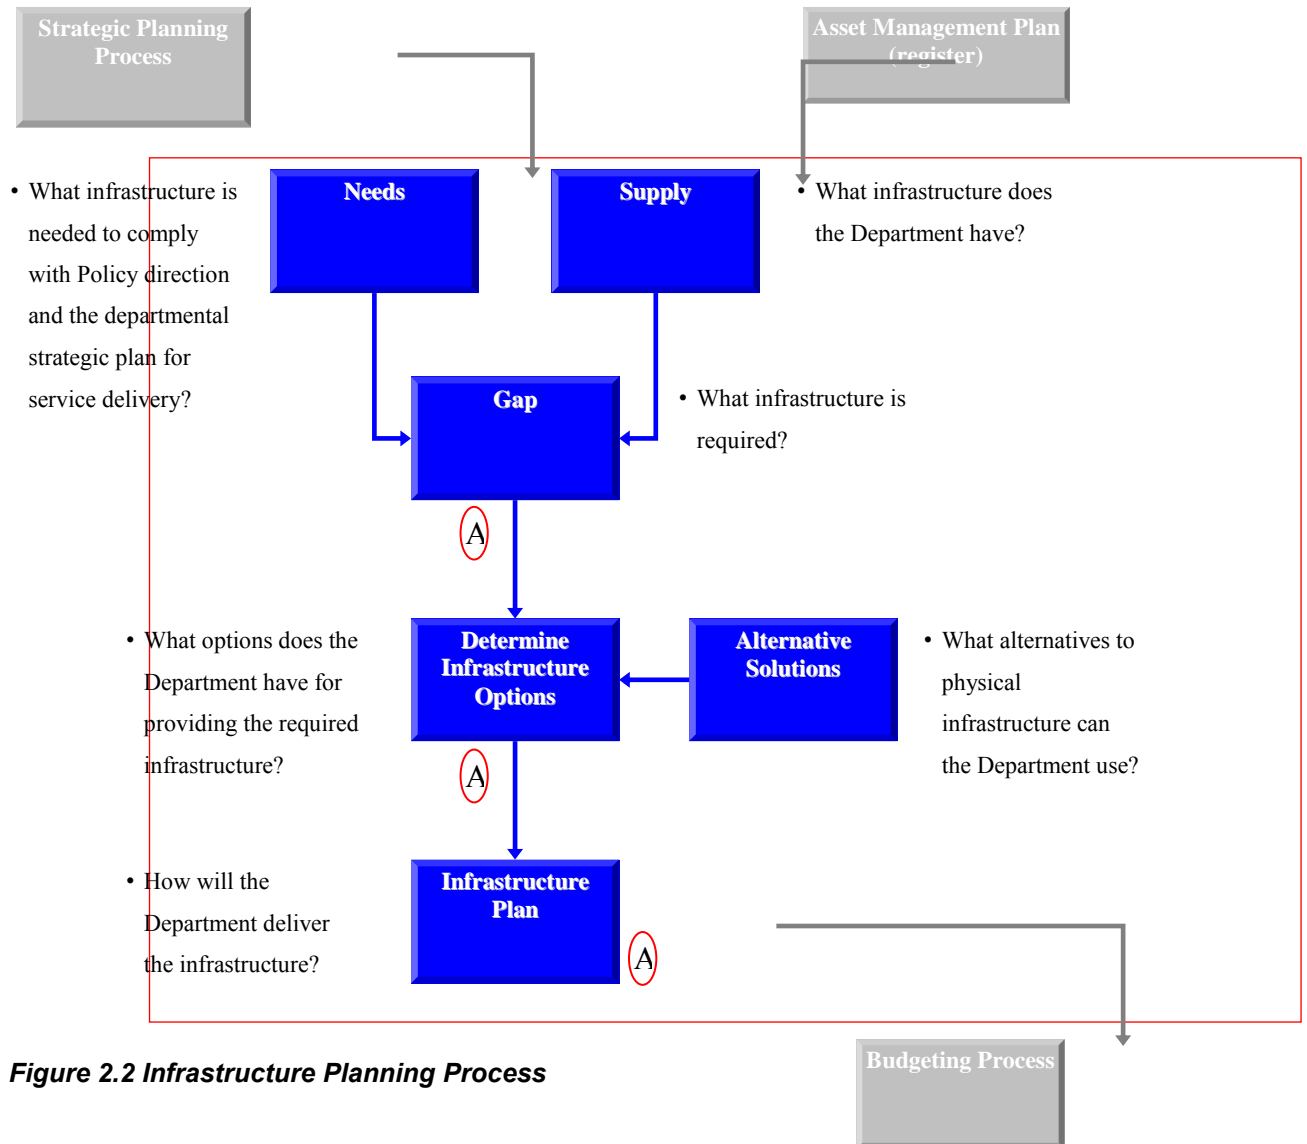 Strategic Planning
Process
Asset Management Plan
(register)
• What infrastructure is
needed to comply
with Policy direction
and the departmental
strategic plan for
service delivery?
Needs
Supply
• What infrastructure does
the Department have?
Gap
• What infrastructure is
required?
A
• What options does the
Department have for
providing the required
infrastructure?
Determine
Infrastructure
Options
Alternative
Solutions
• What alternatives to
physical
infrastructure can
the Department use?
A
• How will the
Department deliver
the infrastructure?
Infrastructure
Plan
A
Figure 2.2 Infrastructure Planning Process
Budgeting Process